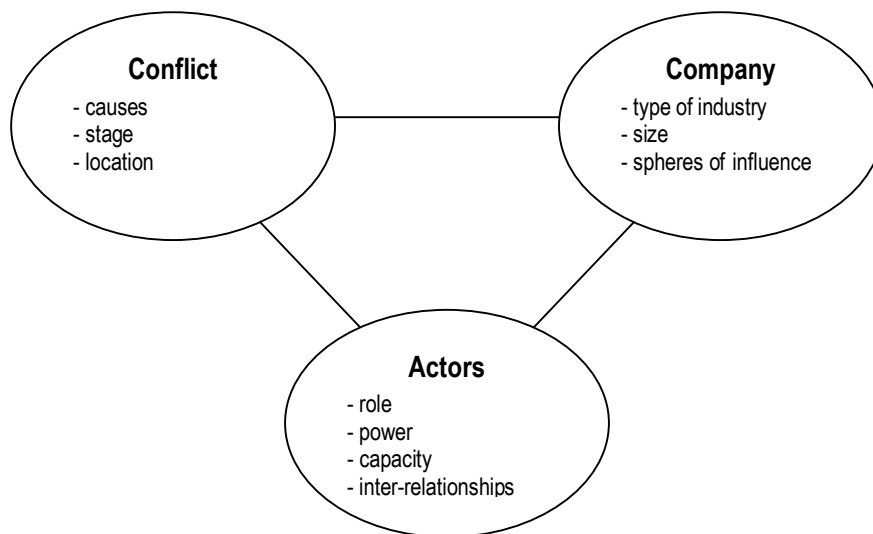 Conflict
- causes
- stage
- location
Company
- type of industry
- size
- spheres of influence
Actors
- role
- power
- capacity
- inter-relationships